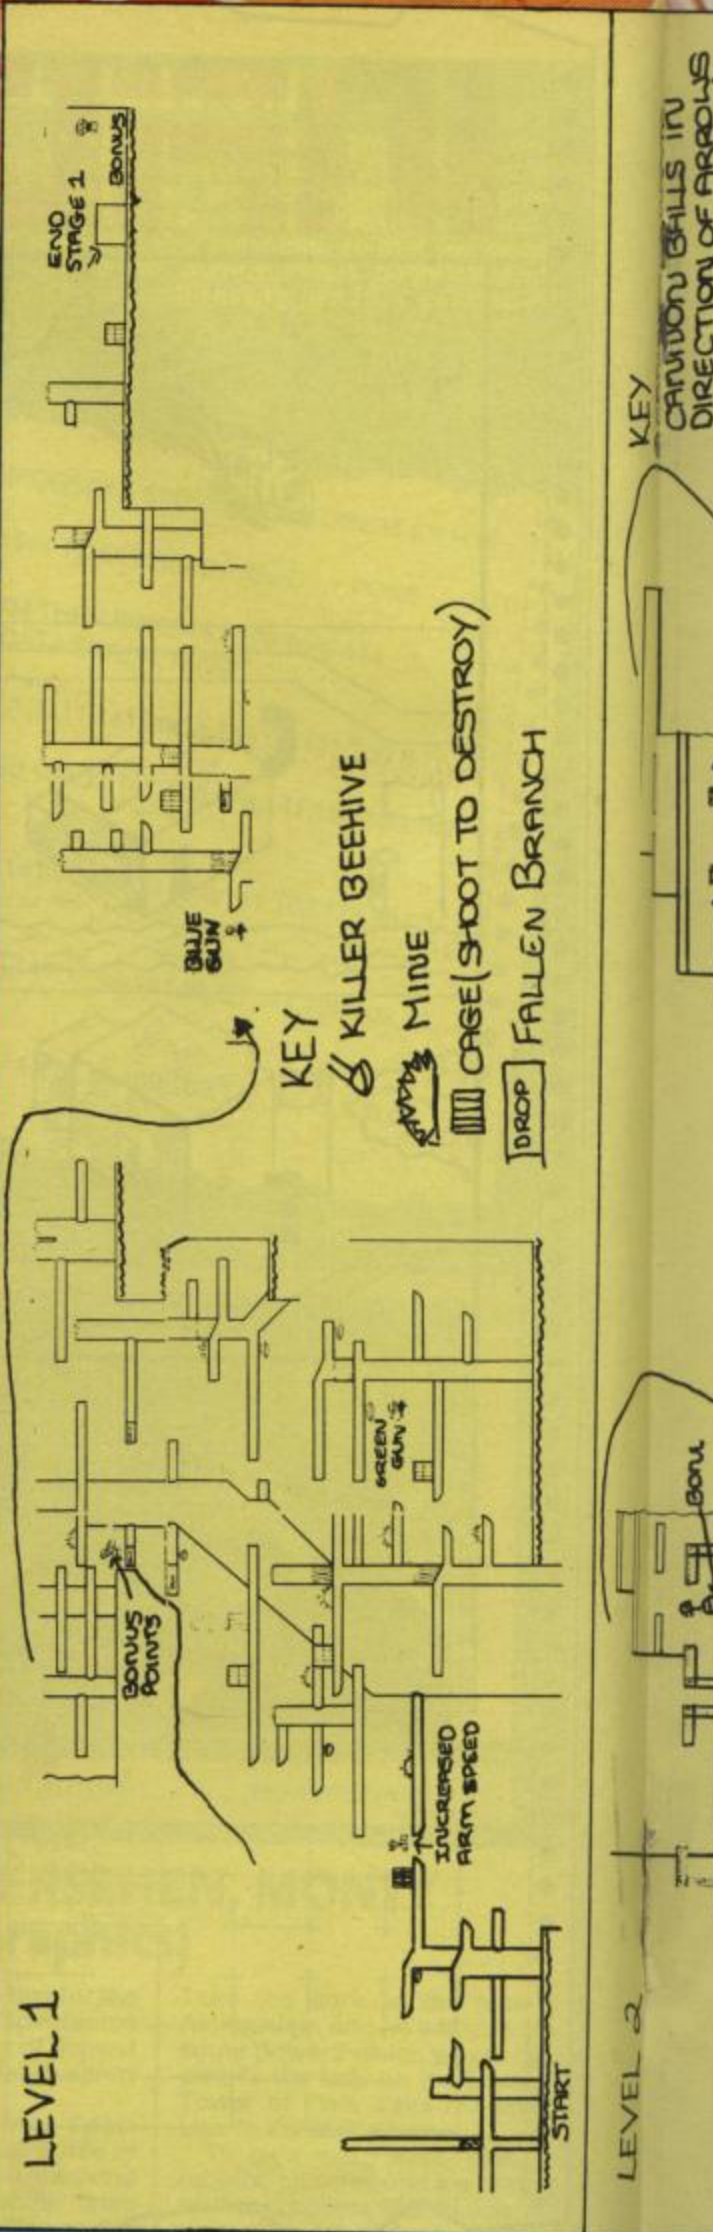 LEVEL 1
START
INCREASED
ARM SPEED
BONUS
POINTS
GREEN
GUN
BLUE
GUN
END
STAGE 1
BONUS
KEY
KILLER BEEHIVE
MINE
CAGE (SHOOT TO DESTROY)
DROP FALLEN BRANCH
LEVEL 2
KEY
CANNON BALLS IN
DIRECTION OF ARROWS